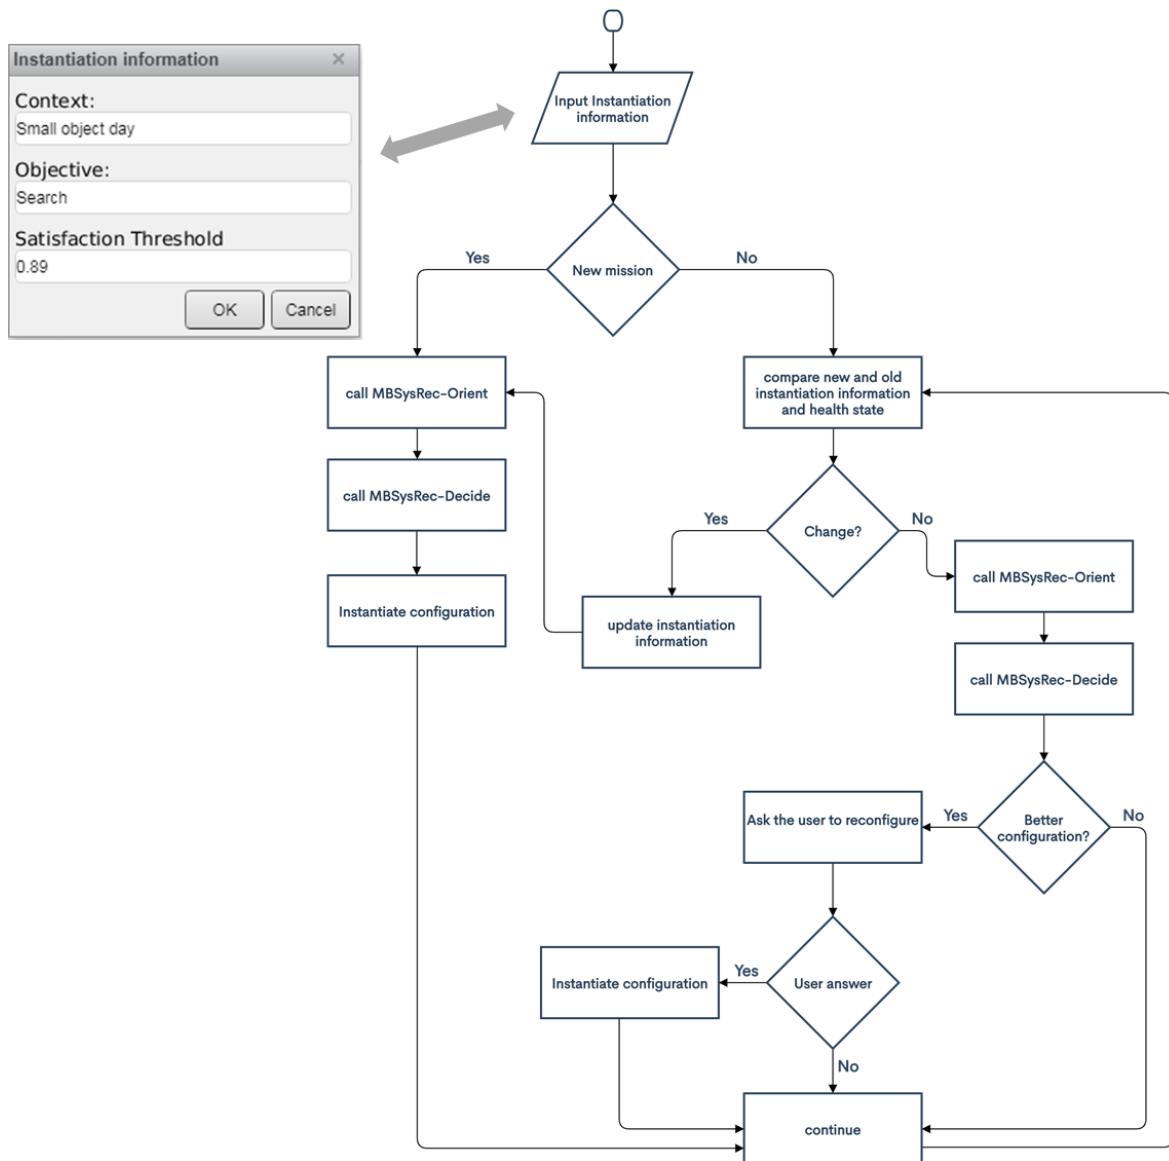 Instantiation information
Context:
Small object day
Objective:
Search
Satisfaction Threshold
0.89
OK
Cancel
Input Instantiation
information
New mission
Yes
No
call MBSysRec-Orient
call MBSysRec-Decide
Instantiate configuration
compare new and old
instantiation information
and health state
Change?
Yes
No
update instantiation
information
call MBSysRec-Orient
call MBSysRec-Decide
Better
configuration?
Yes
No
Ask the user to reconfigure
User answer
Yes
No
Instantiate configuration
continue